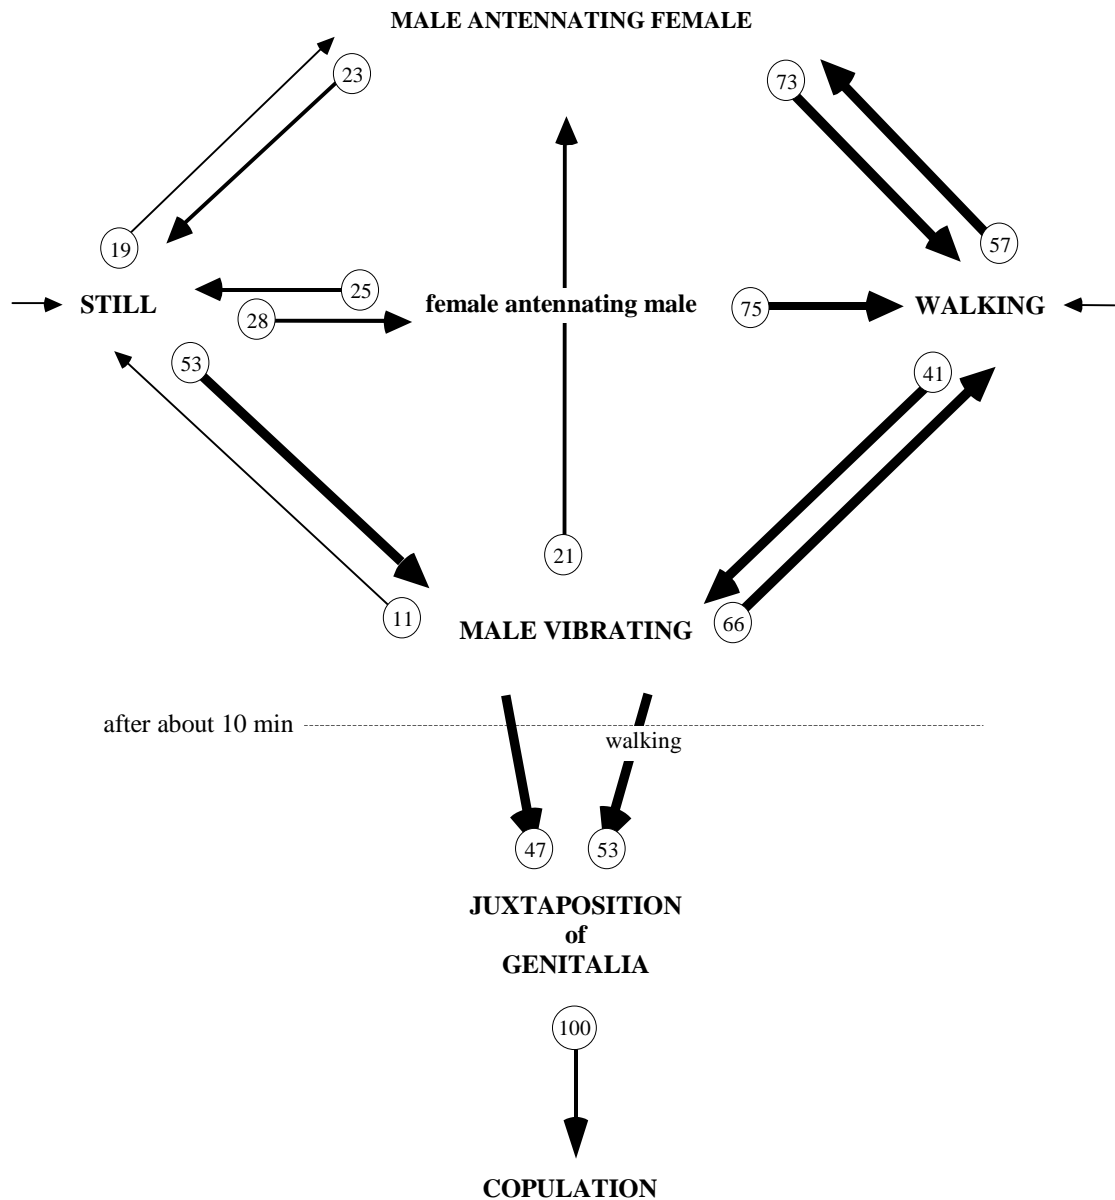 MALE ANTENNATING FEMALE
23
73
19
57
25
STILL
female antennating male
75
WALKING
28
53
41
21
11
MALE VIBRATING
66
after about 10 min
walking
47
53
JUXTAPOSITION
of
GENITALIA
100
COPULATION